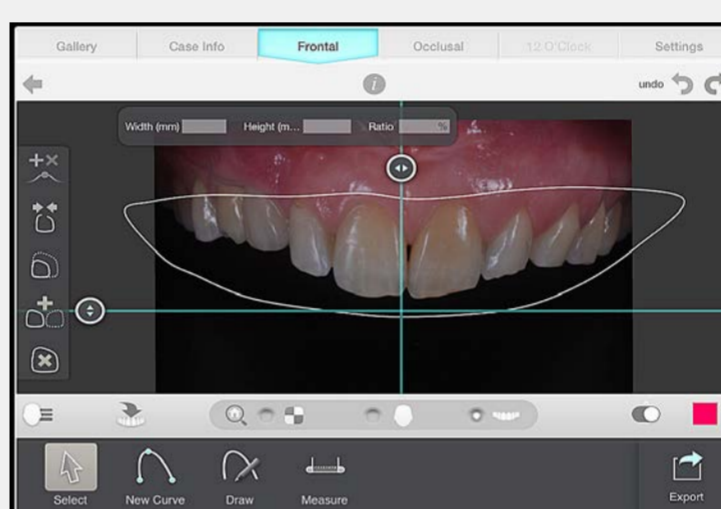 Gallery Case Info Frontal Occlusal 12 O'Clock Settings
i undo
Width (mm) Height (m... Ratio %
Select New Curve Draw Measure Export